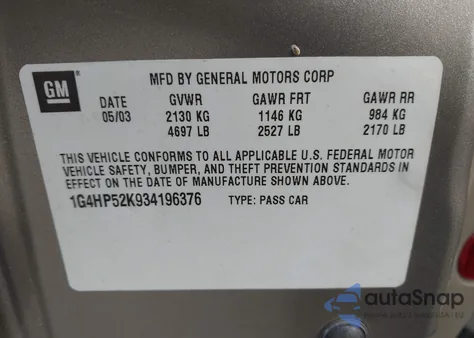 GM
MFD BY GENERAL MOTORS CORP
DATE GVWR GAWR FRT GAWR RR
05/03 2130 KG 1146 KG 984 KG
4697 LB 2527 LB 2170 LB
THIS VEHICLE CONFORMS TO ALL APPLICABLE U.S. FEDERAL MOTOR
VEHICLE SAFETY, BUMPER, AND THEFT PREVENTION STANDARDS IN
EFFECT ON THE DATE OF MANUFACTURE SHOWN ABOVE.
1G4HP52K934196376 TYPE: PASS CAR
autoSnap